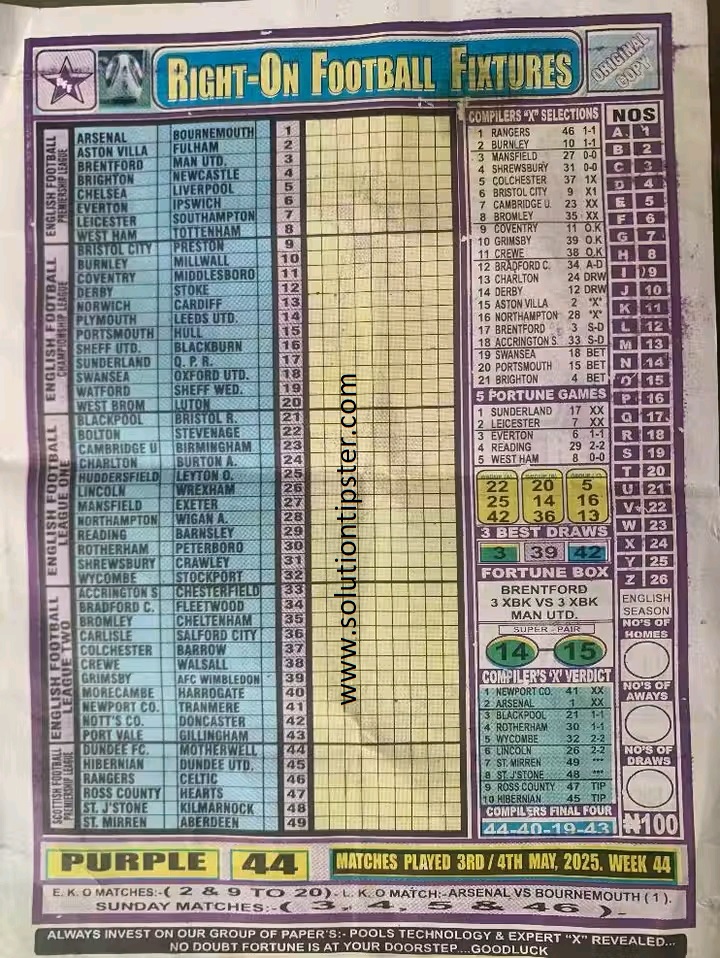 RIGHT-ON FOOTBALL FIXTURES
ORIGINAL COPY
ENGLISH FOOTBALL PREMIERSHIP LEAGUE
ARSENAL BOURNEMOUTH 1
ASTON VILLA FULHAM 2
BRENTFORD MAN UTD. 3
BRIGHTON NEWCASTLE 4
CHELSEA LIVERPOOL 5
EVERTON IPSWICH 6
LEICESTER SOUTHAMPTON 7
WEST HAM TOTTENHAM 8
ENGLISH FOOTBALL CHAMPIONSHIP LEAGUE
BRISTOL CITY PRESTON 9
BURNLEY MILLWALL 10
COVENTRY MIDDLESBORO 11
DERBY STOKE 12
NORWICH CARDIFF 13
PLYMOUTH LEEDS UTD. 14
PORTSMOUTH HULL 15
SHEFF UTD. BLACKBURN 16
SUNDERLAND Q. P. R. 17
SWANSEA OXFORD UTD. 18
WATFORD SHEFF WED. 19
WEST BROM LUTON 20
ENGLISH FOOTBALL LEAGUE ONE
BLACKPOOL BRISTOL R. 21
BOLTON STEVENAGE 22
CAMBRIDGE U BIRMINGHAM 23
CHARLTON BURTON A. 24
HUDDERSFIELD LEYTON O. 25
LINCOLN WREXHAM 26
MANSFIELD EXETER 27
NORTHAMPTON WIGAN A. 28
READING BARNSLEY 29
ROTHERHAM PETERBORO 30
SHREWSBURY CRAWLEY 31
WYCOMBE STOCKPORT 32
ENGLISH FOOTBALL LEAGUE TWO
ACCRINGTON S CHESTERFIELD 33
BRADFORD C. FLEETWOOD 34
BROMLEY CHELTENHAM 35
CARLISLE SALFORD CITY 36
COLCHESTER BARROW 37
CREWE WALSALL 38
GRIMSBY AFC WIMBLEDON 39
MORECAMBE HARROGATE 40
NEWPORT CO. TRANMERE 41
NOTT'S CO. DONCASTER 42
PORT VALE GILLINGHAM 43
SCOTTISH FOOTBALL PREMIERSHIP LEAGUE
DUNDEE FC. MOTHERWELL 44
HIBERNIAN DUNDEE UTD. 45
RANGERS CELTIC 46
ROSS COUNTY HEARTS 47
ST. J'STONE KILMARNOCK 48
ST. MIRREN ABERDEEN 49
www.solutiontipster.com
COMPILERS "X" SELECTIONS
1 RANGERS 46 1-1
2 BURNLEY 10 1-1
3 MANSFIELD 27 0-0
4 SHREWSBURY 31 0-0
5 COLCHESTER 37 1X
6 BRISTOL CITY 9 X1
7 CAMBRIDGE U. 23 XX
8 BROMLEY 35 XX
9 COVENTRY 11 O.K
10 GRIMSBY 39 O.K
11 CREWE 38 O.K
12 BRADFORD C. 34 A-D
13 CHARLTON 24 DRW
14 DERBY 12 DRW
15 ASTON VILLA 2 "X"
16 NORTHAMPTON 28 "X"
17 BRENTFORD 3 S-D
18 ACCRINGTON S 33 S-D
19 SWANSEA 18 BET
20 PORTSMOUTH 15 BET
21 BRIGHTON 4 BET
5 FORTUNE GAMES
1 SUNDERLAND 17 XX
2 LEICESTER 7 XX
3 EVERTON 6 1-1
4 READING 29 2-2
5 WEST HAM 8 0-0
22 20 5
25 14 16
42 36 13
3 BEST DRAWS
3 39 42
FORTUNE BOX
BRENTFORD
3 XBK VS 3 XBK
MAN UTD.
SUPER - PAIR
14 15
COMPILER'S 'X' VERDICT
1 NEWPORT CO. 41 XX
2 ARSENAL 1 XX
3 BLACKPOOL 21 1-1
4 ROTHERHAM 30 1-1
5 WYCOMBE 32 2-2
6 LINCOLN 26 2-2
7 ST. MIRREN 49 ***
8 ST. J'STONE 48 ***
9 ROSS COUNTY 47 TIP
10 HIBERNIAN 45 TIP
COMPILERS FINAL FOUR
44-40-19-43
NOS
A 1
B 2
C 3
D 4
E 5
F 6
G 7
H 8
I 9
J 10
K 11
L 12
M 13
N 14
O 15
P 16
Q 17
R 18
S 19
T 20
U 21
V 22
W 23
X 24
Y 25
Z 26
ENGLISH SEASON
NO'S OF HOMES
NO'S OF AWAYS
NO'S OF DRAWS
₦100
PURPLE 44 MATCHES PLAYED 3RD / 4TH MAY, 2025. WEEK 44
E. K. O MATCHES:-( 2 & 9 TO 20)- L. K. O MATCH:-ARSENAL VS BOURNEMOUTH ( 1 ).
SUNDAY MATCHES:-( 3, 4, 5 & 46 ).
ALWAYS INVEST ON OUR GROUP OF PAPER'S:- POOLS TECHNOLOGY & EXPERT "X" REVEALED...
NO DOUBT FORTUNE IS AT YOUR DOORSTEP....GOODLUCK